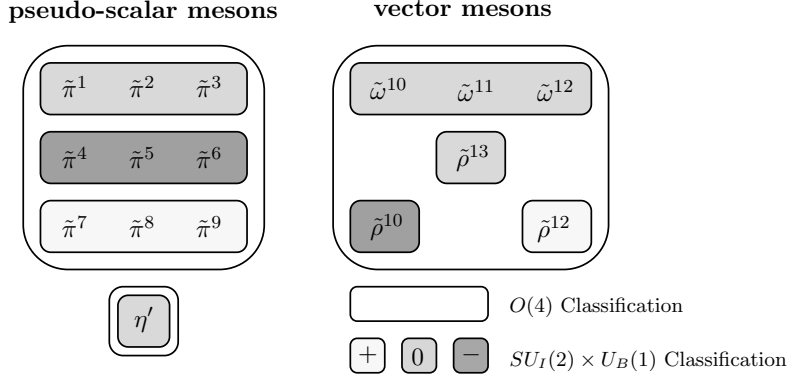 pseudo-scalar mesons
vector mesons
π̃¹ π̃² π̃³
π̃⁴ π̃⁵ π̃⁶
π̃⁷ π̃⁸ π̃⁹
η′
ω̃¹⁰ ω̃¹¹ ω̃¹²
ρ̃¹³
ρ̃¹⁰ ρ̃¹²
O(4) Classification
+ 0 − SU_I(2) × U_B(1) Classification